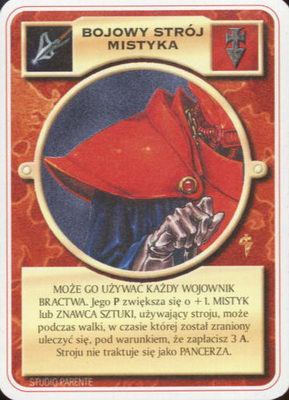 BOJOWY STRÓJ
MISTYKA
MOŻE GO UŻYWAĆ KAŻDY WOJOWNIK
BRACTWA. Jego P zwiększa się o +1. MISTYK
lub ZNAWCA SZTUKI, używający stroju, może
podczas walki, w czasie której został zraniony
uleczyć się, pod warunkiem, że zapłacisz 3 A.
Stroju nie traktuje się jako PANCERZA.
STUDIO PARENTE